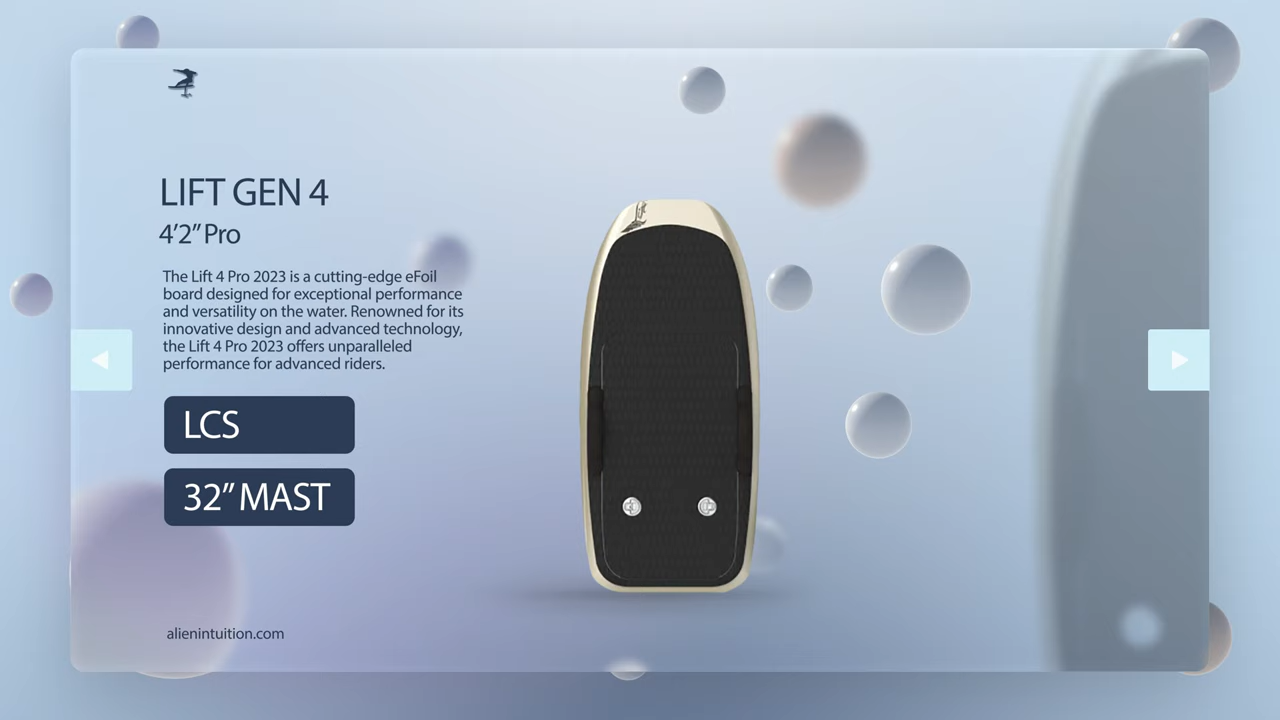 LIFT GEN 4
4'2" Pro
The Lift 4 Pro 2023 is a cutting-edge eFoil
board designed for exceptional performance
and versatility on the water. Renowned for its
innovative design and advanced technology,
the Lift 4 Pro 2023 offers unparalleled
performance for advanced riders.
LCS
32" MAST
alienintuition.com